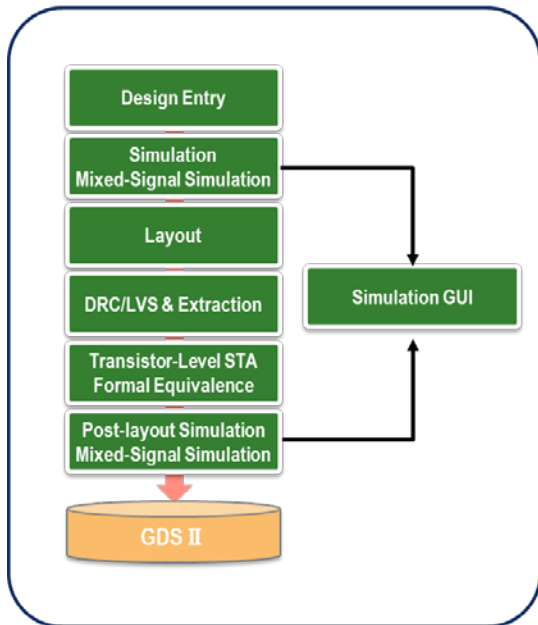 Design Entry
Simulation
Mixed-Signal Simulation
Layout
DRC/LVS & Extraction
Simulation GUI
Transistor-Level STA
Formal Equivalence
Post-layout Simulation
Mixed-Signal Simulation
GDS Ⅱ